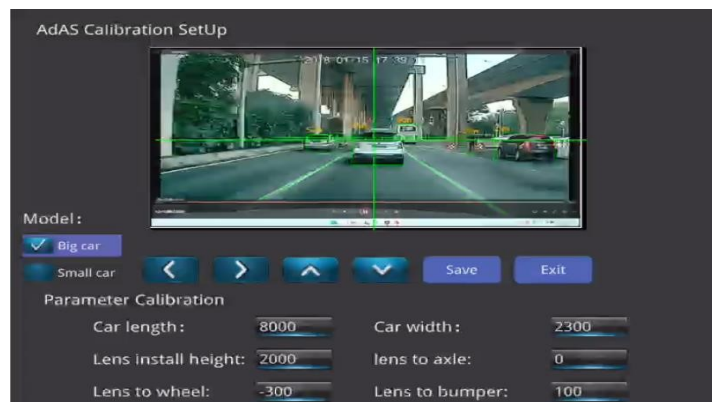 AdAS Calibration SetUp
2018-01-15 17:39
Model:
Big car
Small car
Save
Exit
Parameter Calibration
Car length: 8000
Car width: 2300
Lens install height: 2000
lens to axle: 0
Lens to wheel: -300
Lens to bumper: 100